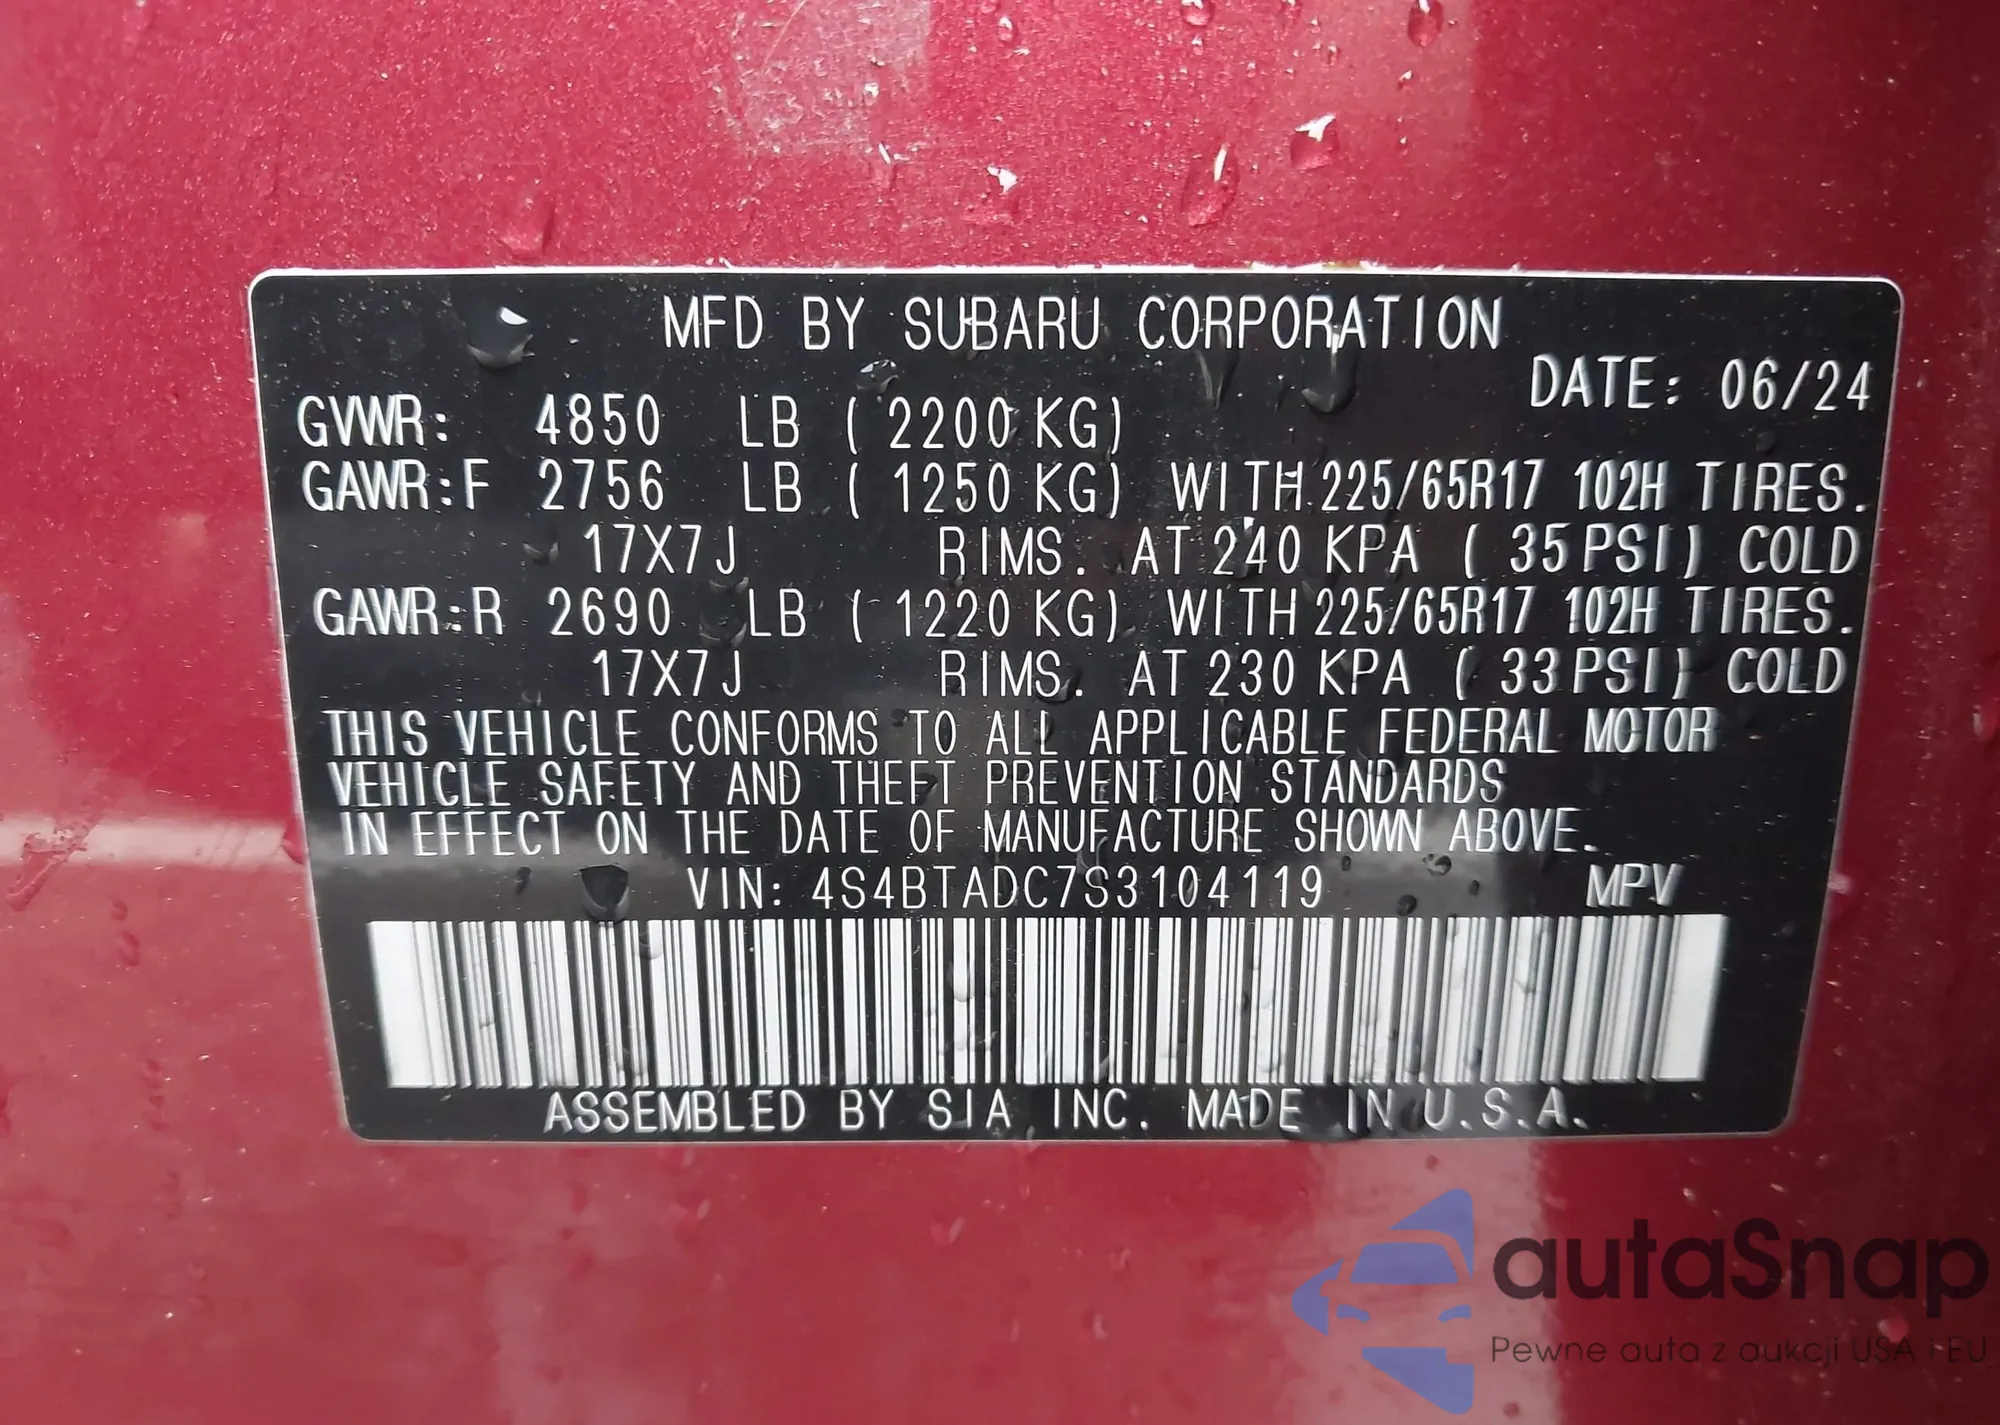 MFD BY SUBARU CORPORATION
DATE: 06/24
GVWR: 4850 LB ( 2200 KG)
GAWR:F 2756 LB ( 1250 KG) WITH 225/65R17 102H TIRES.
17X7J RIMS. AT 240 KPA ( 35 PSI) COLD
GAWR:R 2690 LB ( 1220 KG) WITH 225/65R17 102H TIRES.
17X7J RIMS. AT 230 KPA ( 33 PSI) COLD
THIS VEHICLE CONFORMS TO ALL APPLICABLE FEDERAL MOTOR
VEHICLE SAFETY AND THEFT PREVENTION STANDARDS
IN EFFECT ON THE DATE OF MANUFACTURE SHOWN ABOVE.
VIN: 4S4BTADC7S3104119 MPV
ASSEMBLED BY SIA INC. MADE IN U.S.A.
autaSnap
Pewne auta z aukcji USA i EU